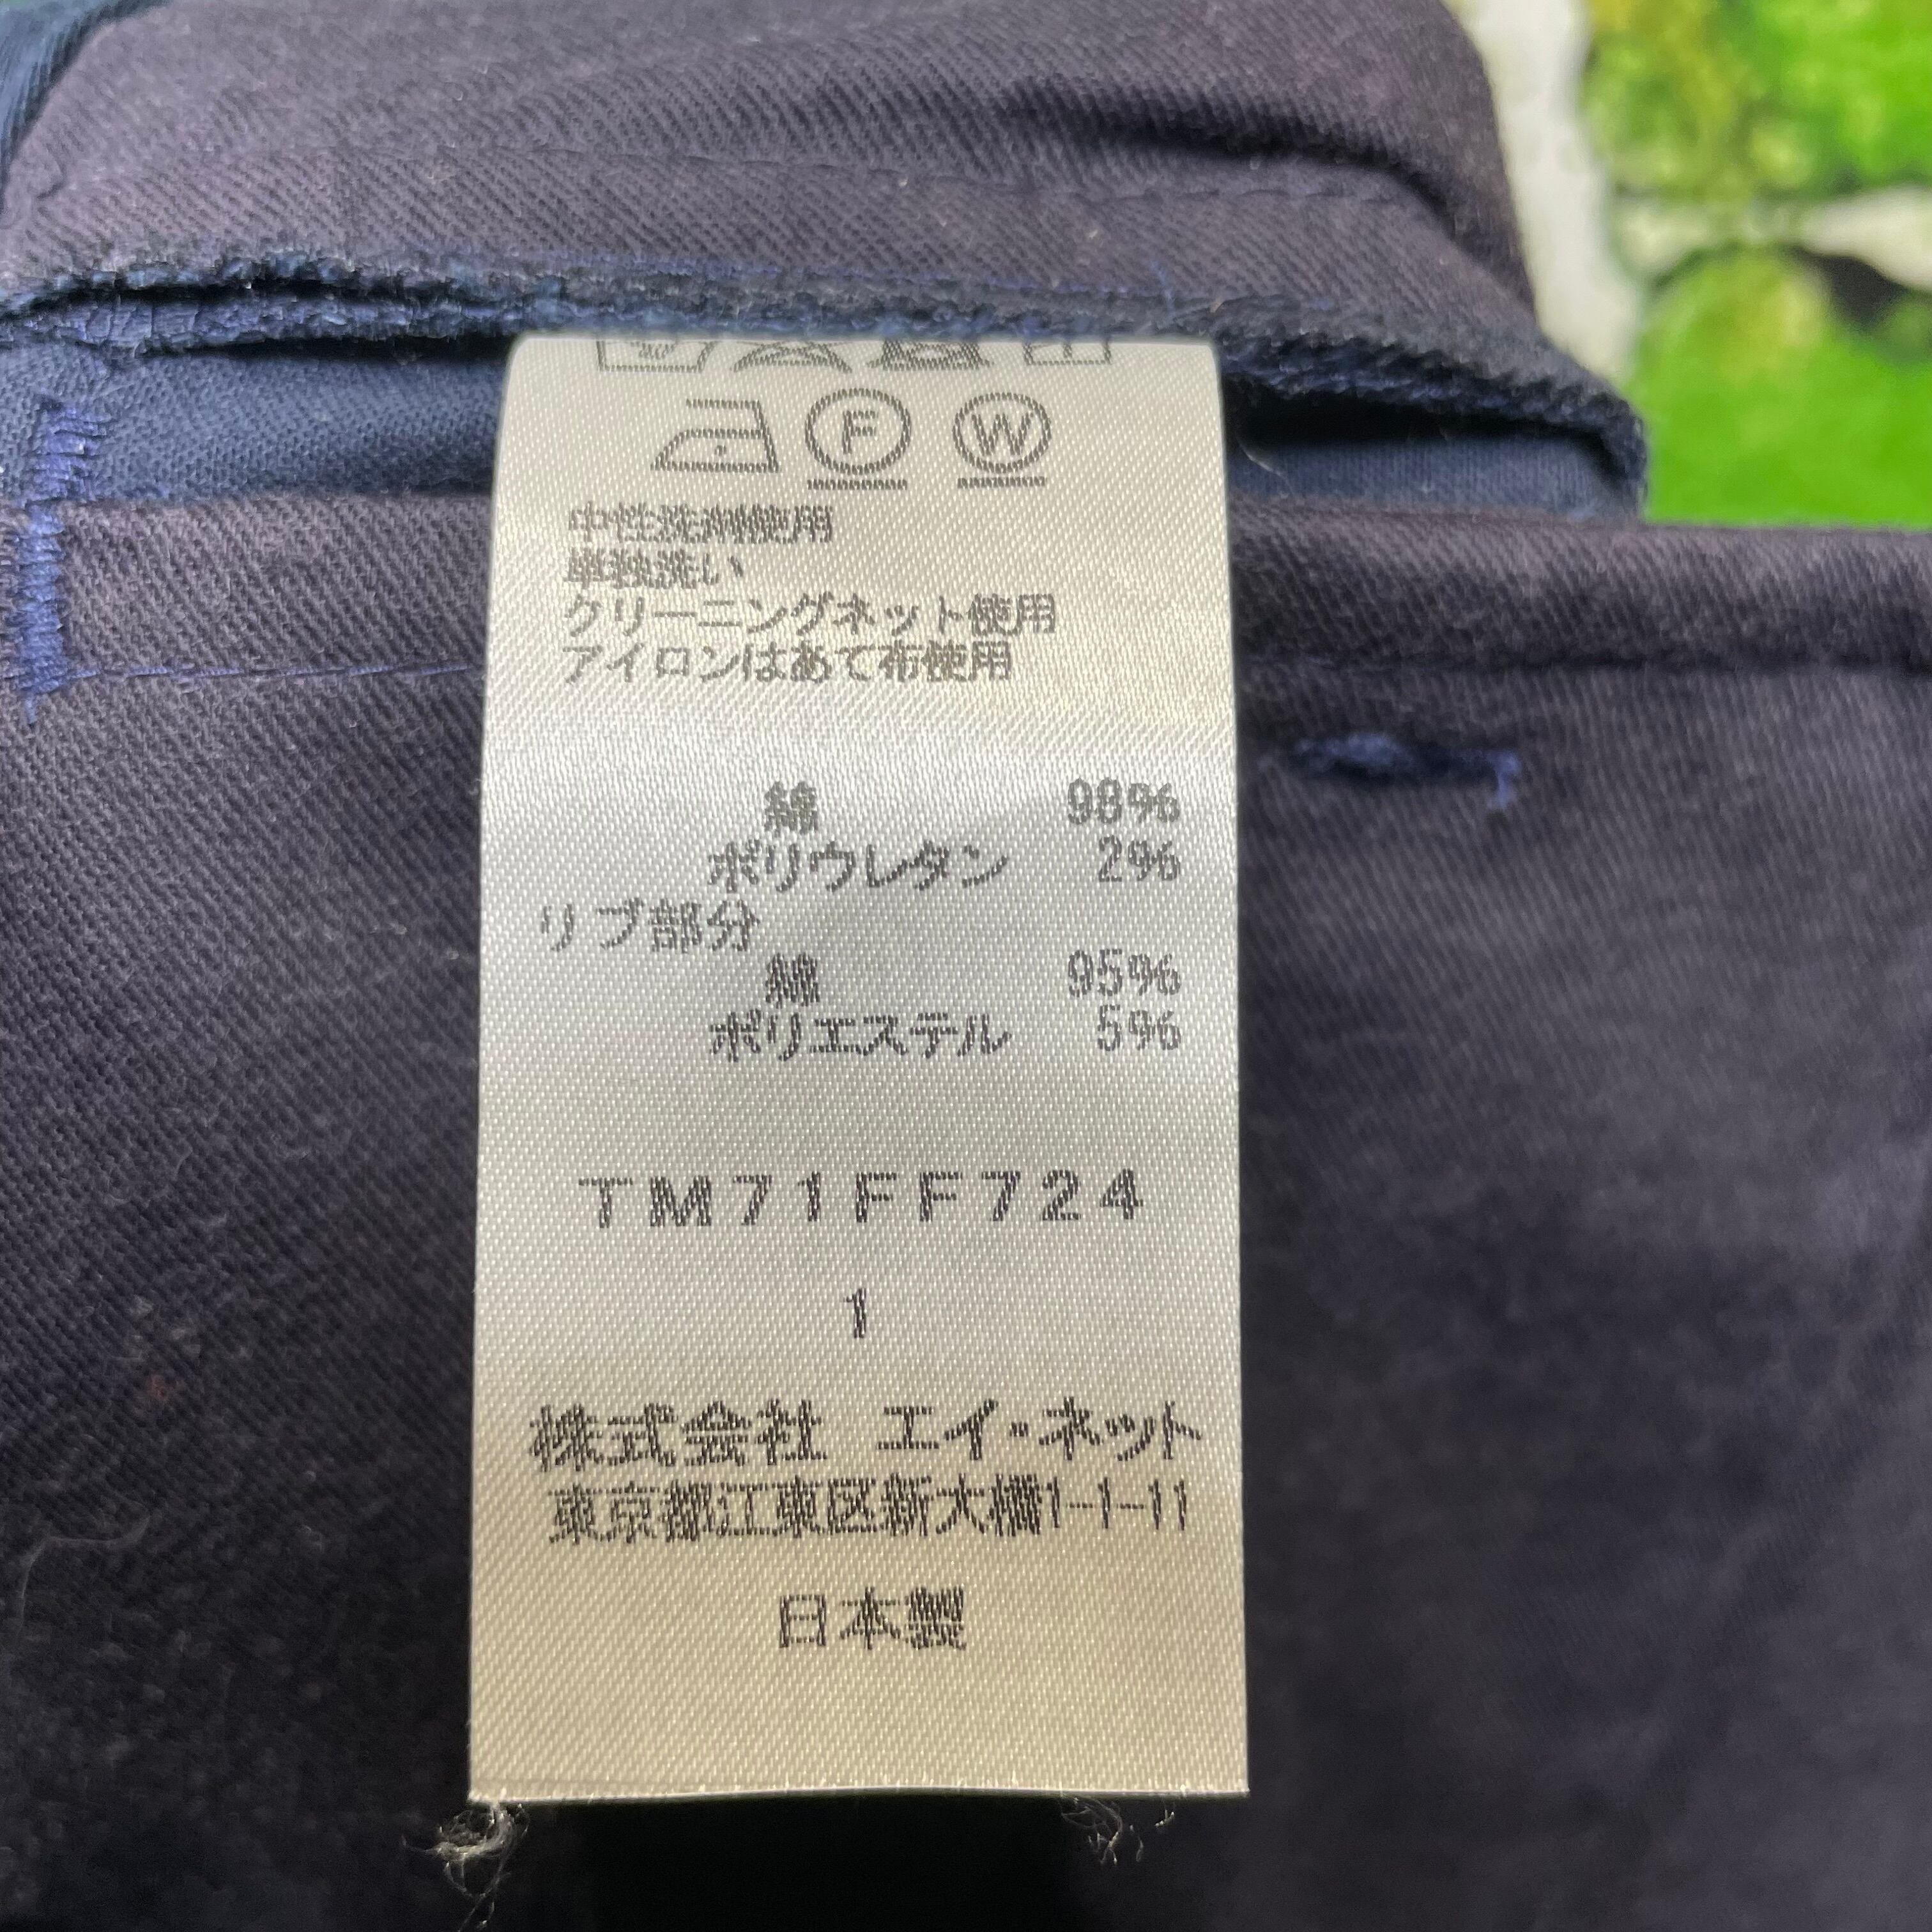 F W
中性洗剤使用
単独洗い
クリーニングネット使用
アイロンはあて布使用
綿 98%
ポリウレタン 2%
リブ部分
綿 95%
ポリエステル 5%
TM71FF724
1
株式会社 エイ・ネット
東京都江東区新大橋1-1-11
日本製